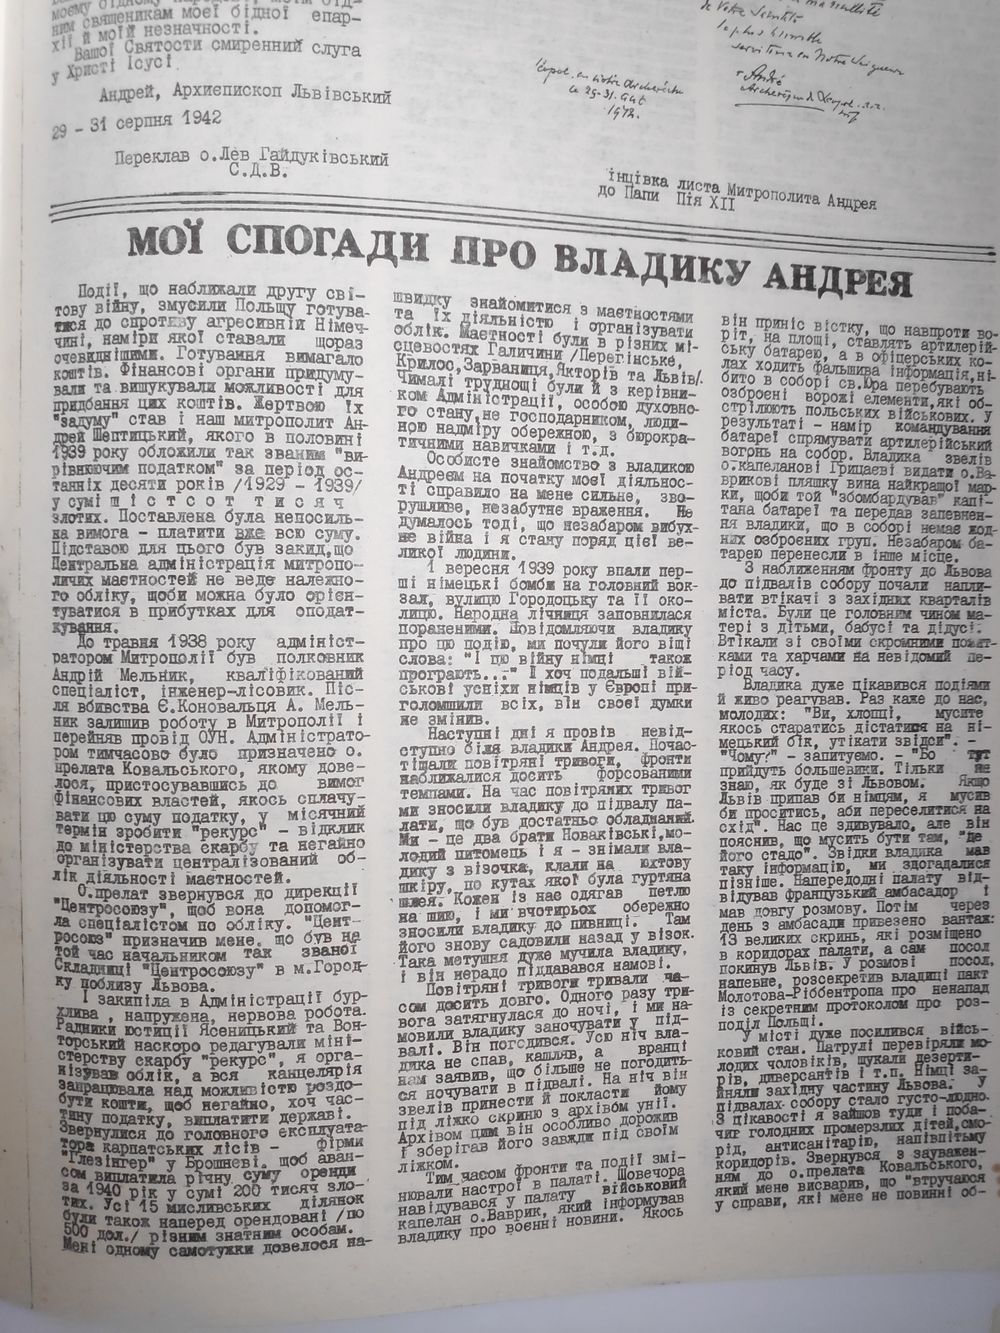 моєму бідному народові, моїм бід-
ним священикам моєї бідної єпар-
хії й моїй незначності.
Вашої Святости смиренний слуга
у Христі Ісусі
Андрей, Архиепископ Львівський
29 - 31 серпня 1942
Переклав о.Лев Гайдуківський
С.Д.В.
де Votre Sainteté
serviteur en Notre Seigneur
† André
le 29-31. Août
1942.
інцівка листа Митрополита Андрея
до Папи Пія XII
МОЇ СПОГАДИ ПРО ВЛАДИКУ АНДРЕЯ
Події, що наближали другу сві-
тову війну, змусили Польщу готува-
тися до спротиву агресивній Німеч-
чині, наміри якої ставали щораз
очевиднішими. Готування вимагало
коштів. Фінансові органи придуму-
вали та вишукували можливості для
придбання цих коштів. Жертвою їх
"задуму" став і наш митрополит Ан-
дрей Шептицький, якого в половині
1939 року обложили так званим "ви-
рівнюючим податком" за період ос-
танніх десяти років /1929 - 1939/
у сумі ш і с т с о т т и с я ч
злотих. Поставлена була непосиль-
на вимога - платити вже всю суму.
Підставою для цього був закид,що
Центральна адміністрація митропо-
личих маєтностей не веде належно-
го обліку, щоби можна було орієн-
туватися в прибутках для оподат-
кування.
До травня 1938 року адмініст-
ратором Митрополії був полковник
Андрій Мельник, кваліфікований
спеціаліст, інженер-лісовик. Піс-
ля вбивства Є.Коновальця А. Мель-
ник залишив роботу в Митрополії і
перейняв провід ОУН. Адміністрато-
ром тимчасово було призначено о.
прелата Ковальського, якому дове-
лося, пристосувавшись до вимог
фінансових властей, якось сплачу-
вати цю суму податку, у місячний
термін зробити "рекурс" - відклик
до міністерства скарбу та негайно
організувати централізований об-
лік діяльності маєтностей.
О.прелат звернувся до дирекції
"Центросоюзу", щоб вона допомог-
ла спеціалістом по обліку. "Цент-
росоюз" призначив мене, що був на
той час начальником так званої
Складниці "Центросоюзу" в м.Город-
ку поблизу Львова.
І закипіла в Адміністрації бур-
хлива , напружена, нервова робота.
Радники юстиції Ясеницький та Вон-
торський наскоро редагували міні-
стерству скарбу "рекурс", я орга-
нізував облік, а вся канцелярія
запрацювала над можливістю роздо-
бути кошти, щоб негайно, хоч час-
тину податку, виплатити державі.
Звернулися до головного експлуата-
тора карпатських лісів - фірми
"Глезінгер" у Брошневі, щоб аван-
сом виплатила річну суму оренди
за 1940 рік у сумі 200 тисяч зло-
тих. Усі 15 мисливських ділянок
були також наперед орендовані /по
500 дол./ різним знатним особам.
Мені одному самотужки довелося на-
швидку знайомитися з маєтностями
та їх діяльністю і організувати
облік. Маєтності були в різних мі-
сцевостях Галичини /Перегінське,
Крилос,Зарваниця,Якторів та Львів/.
Чималі труднощі були й з керівни-
ком Адміністрації, особою духовно-
го стану,не господарником, люди-
ною надміру обережною, з бюрокра-
тичними навичками і т.д.
Особисте знайомство з владикою
Андреєм на початку моєї діяльнос-
ті справило на мене сильне, зво-
рушливе, незабутнє враження. Не
думалось тоді, що незабаром вибух-
не війна і я стану поряд цієї ве-
ликої людини.
1 вересня 1939 року впали пер-
ші німецькі бомби на головний вок-
зал, вулицю Городоцьку та її око-
лицю. Народна лічниця заповнилася
пораненими. Повідомляючи владику
про цю подію, ми почули його віщі
слова: "І цю війну німці також
програють..." І хоч подальші вій-
ськові успіхи німців у Європі при-
голомшили всіх, він своєї думки
не змінив.
Наступні дні я провів невід-
ступно біля владики Андрея. Почас-
тішали повітряні тривоги, фронти
наближалися досить форсованими
темпами. На час повітряних тривог
ми зносили владику до підвалу па-
лати, що був достатньо обладнаний.
Ми - це два брати Новаківські,мо-
лодий питомець і я - знімали вла-
дику з візочка, клали на юхтову
шкіру, по кутах якої була гуртяна
шлея. Кожен із нас одягав петлю
на шию, і ми вчотирьох обережно
зносили владику до пивниці. Там
його знову садовили назад у візок.
Така метушня дуже мучила владику,
і він нерадо піддавався намові.
Повітряні тривоги тривали ча-
сом досить довго. Одного разу три-
вога затягнулася до ночі, і ми на-
мовили владику заночувати у під-
валі. Він погодився. Усю ніч вла-
дика не спав, кашляв, а вранці
нам заявив, що більше не погодить-
ся ночувати в підвалі. На ніч він
звелів принести й покласти йому
під ліжко скриню з архівом унії.
Архівом цим він особливо дорожив
і зберігав його завжди під своїм
ліжком.
Тим часом фронти та події змі-
нювали настрої в палаті. Щовечора
навідувався у палату військовий
капелан о.Ваврик, який інформував
владику про воєнні новини. Якось
він приніс вістку, що навпроти во-
ріт, на площі, ставлять артилерій-
ську батарею, а в офіцерських ко-
лах ходить фальшива інформація,ні-
бито в соборі св.Юра перебувають
озброєні ворожі елементи,які об-
стрілюють польських військових. У
результаті - намір командування
батареї спрямувати артилерійський
вогонь на собор. Владика звелів
о.капеланові Грицаєві видати о.Ва-
врикові пляшку вина найкращої мар-
ки, щоби той "збомбардував" капі-
тана батареї та передав запевнен-
ня владики, що в соборі немає жод-
них озброєних груп. Незабаром ба-
тарею перенесли в інше місце.
З наближенням фронту до Львова
до підвалів собору почали напли-
вати втікачі з західних кварталів
міста. Були це головним чином ма-
тері з дітьми, бабусі та дідусі.
Втікали зі своїми скромними пожит-
ками та харчами на невідомий пе-
ріод часу.
Владика дуже цікавився подіями
й живо реагував. Раз каже до нас,
молодих: "Ви, хлопці, мусите
якось старатись дістатися на ні-
мецький бік, утікати звідси". -
"Чому?" - запитуємо. - "Бо тут
прийдуть большевики. Тільки не
знаю, як буде зі Львовом. Якщо
Львів припав би німцям, я мусив
би проситись, аби переселитися на
схід". Нас це здивувало, але він
пояснив, що мусить бути там, "де
його стадо". Звідки владика мав
таку інформацію, ми здогадалися
пізніше. Напередодні палату від-
відував французький амбасадор і
мав довгу розмову. Потім через
день з амбасади привезено вантаж:
13 великих скринь, які розміщено
в коридорах палати, а сам посол
покинув Львів. У розмові посол,
напевне, розсекретив владиці пакт
Молотова-Ріббентропа про ненапад
із секретним протоколом про роз-
поділ Польщі.
У місті дуже посилився війсь-
ковий стан. Патрулі перевіряли мо-
лодих чоловіків, шукали дезерти-
рів, диверсантів і т.п. Німці за-
йняли західну частину Львова. У
підвалах собору стало густо-людно.
З цікавості я зайшов туди і поба-
чив голодних промерзлих дітей,смо-
рід, антисанітарію, напівпітьму
коридорів. Звернувся з зауважен-
ням до о.прелата Ковальського,
який мене висварив, що "втручаюся
у справи, які мене не повинні об-